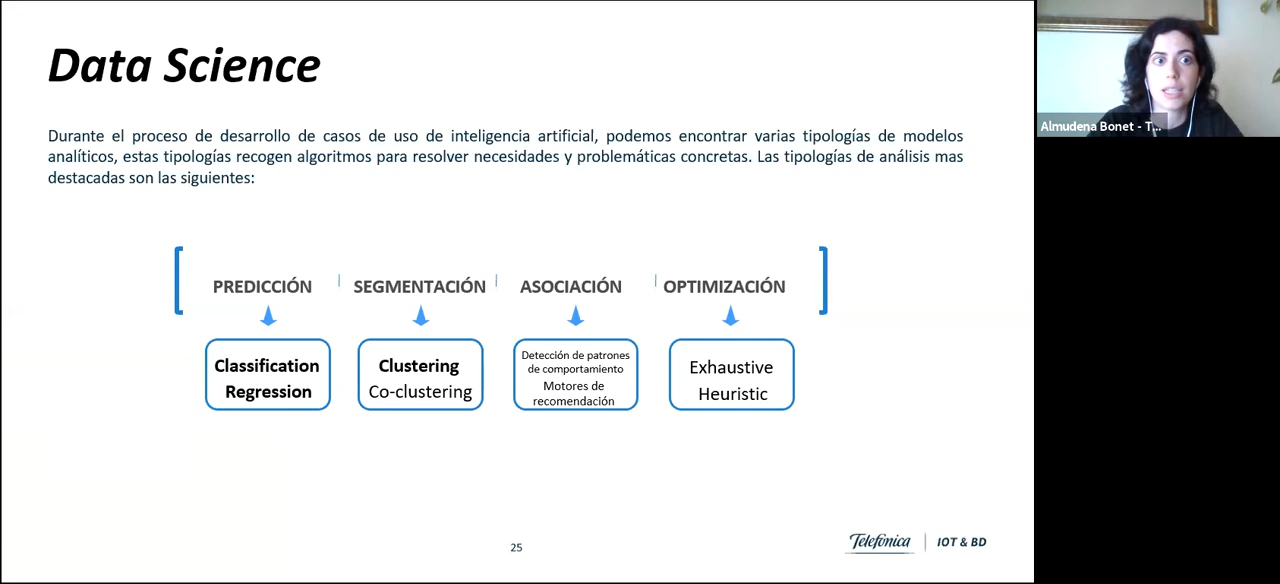 Data Science
Durante el proceso de desarrollo de casos de uso de inteligencia artificial, podemos encontrar varias tipologías de modelos
analíticos, estas tipologías recogen algoritmos para resolver necesidades y problemáticas concretas. Las tipologías de análisis mas
destacadas son las siguientes:
PREDICCIÓN
SEGMENTACIÓN
ASOCIACIÓN
OPTIMIZACIÓN
Classification
Regression
Clustering
Co-clustering
Detección de patrones
de comportamiento
Motores de
recomendación
Exhaustive
Heuristic
25
Telefónica
IOT & BD
Almudena Bonet - T...